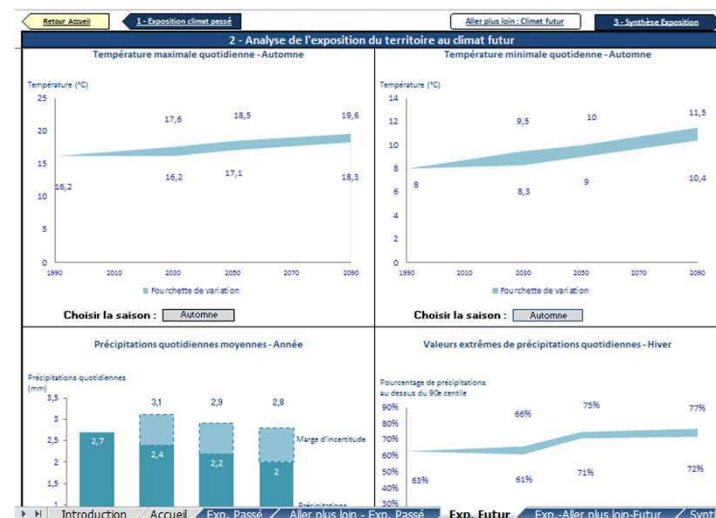 Retour Accueil
1 - Exposition climat passé
Aller plus loin : Climat futur
3 - Synthèse Exposition
2 - Analyse de l'exposition du territoire au climat futur
Température maximale quotidienne - Automne
Température (°C)
25
20
15
10
5
0
16,2
17,6
16,2
18,5
17,1
19,6
18,3
1990 2010 2030 2050 2070 2090
Fourchette de variation
Choisir la saison : Automne
Température minimale quotidenne - Automne
Température (°C)
14
12
10
8
6
4
2
0
8
9,5
8,3
10
9
11,5
10,4
1990 2010 2030 2050 2070 2090
Fourchette de variation
Choisir la saison : Automne
Précipitations quotidiennes moyennes - Année
Précipitations quotidiennes
(mm)
3,5
3
2,5
2
1,5
1
2,7
3,1
2,4
2,9
2,2
2,8
2
Marge d'incertitude
Précipitations
Valeurs extrêmes de précipitations quotidiennes - Hiver
Pourcentage de précipitations
au dessus du 90e centile
90%
80%
70%
60%
50%
40%
30%
63%
66%
61%
75%
71%
77%
72%
Introduction Accueil Exp. Passé Aller plus loin - Exp. Passé Exp. Futur Exp.-Aller plus loin-Futur Synt